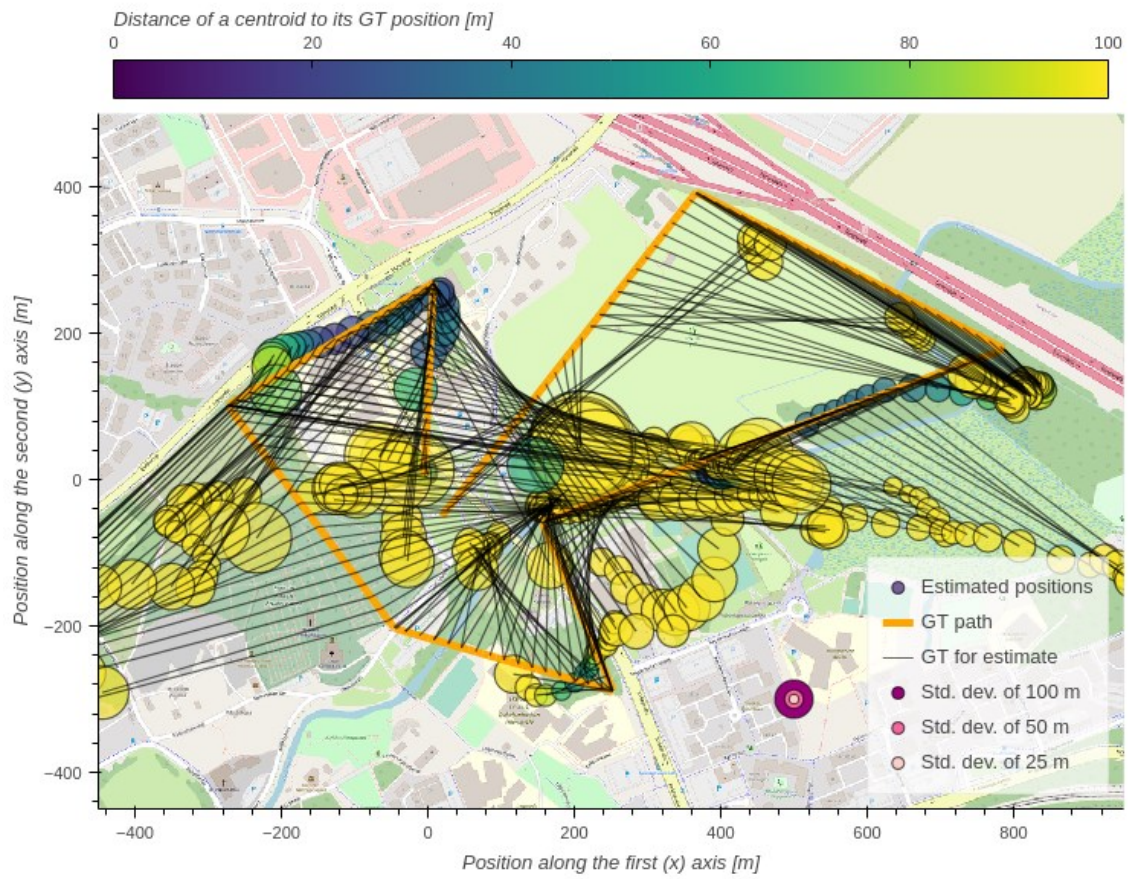 Distance of a centroid to its GT position [m]
0 20 40 60 80 100
Position along the second (y) axis [m]
400
200
0
−200
−400
Estimated positions
GT path
GT for estimate
Std. dev. of 100 m
Std. dev. of 50 m
Std. dev. of 25 m
−400 −200 0 200 400 600 800
Position along the first (x) axis [m]